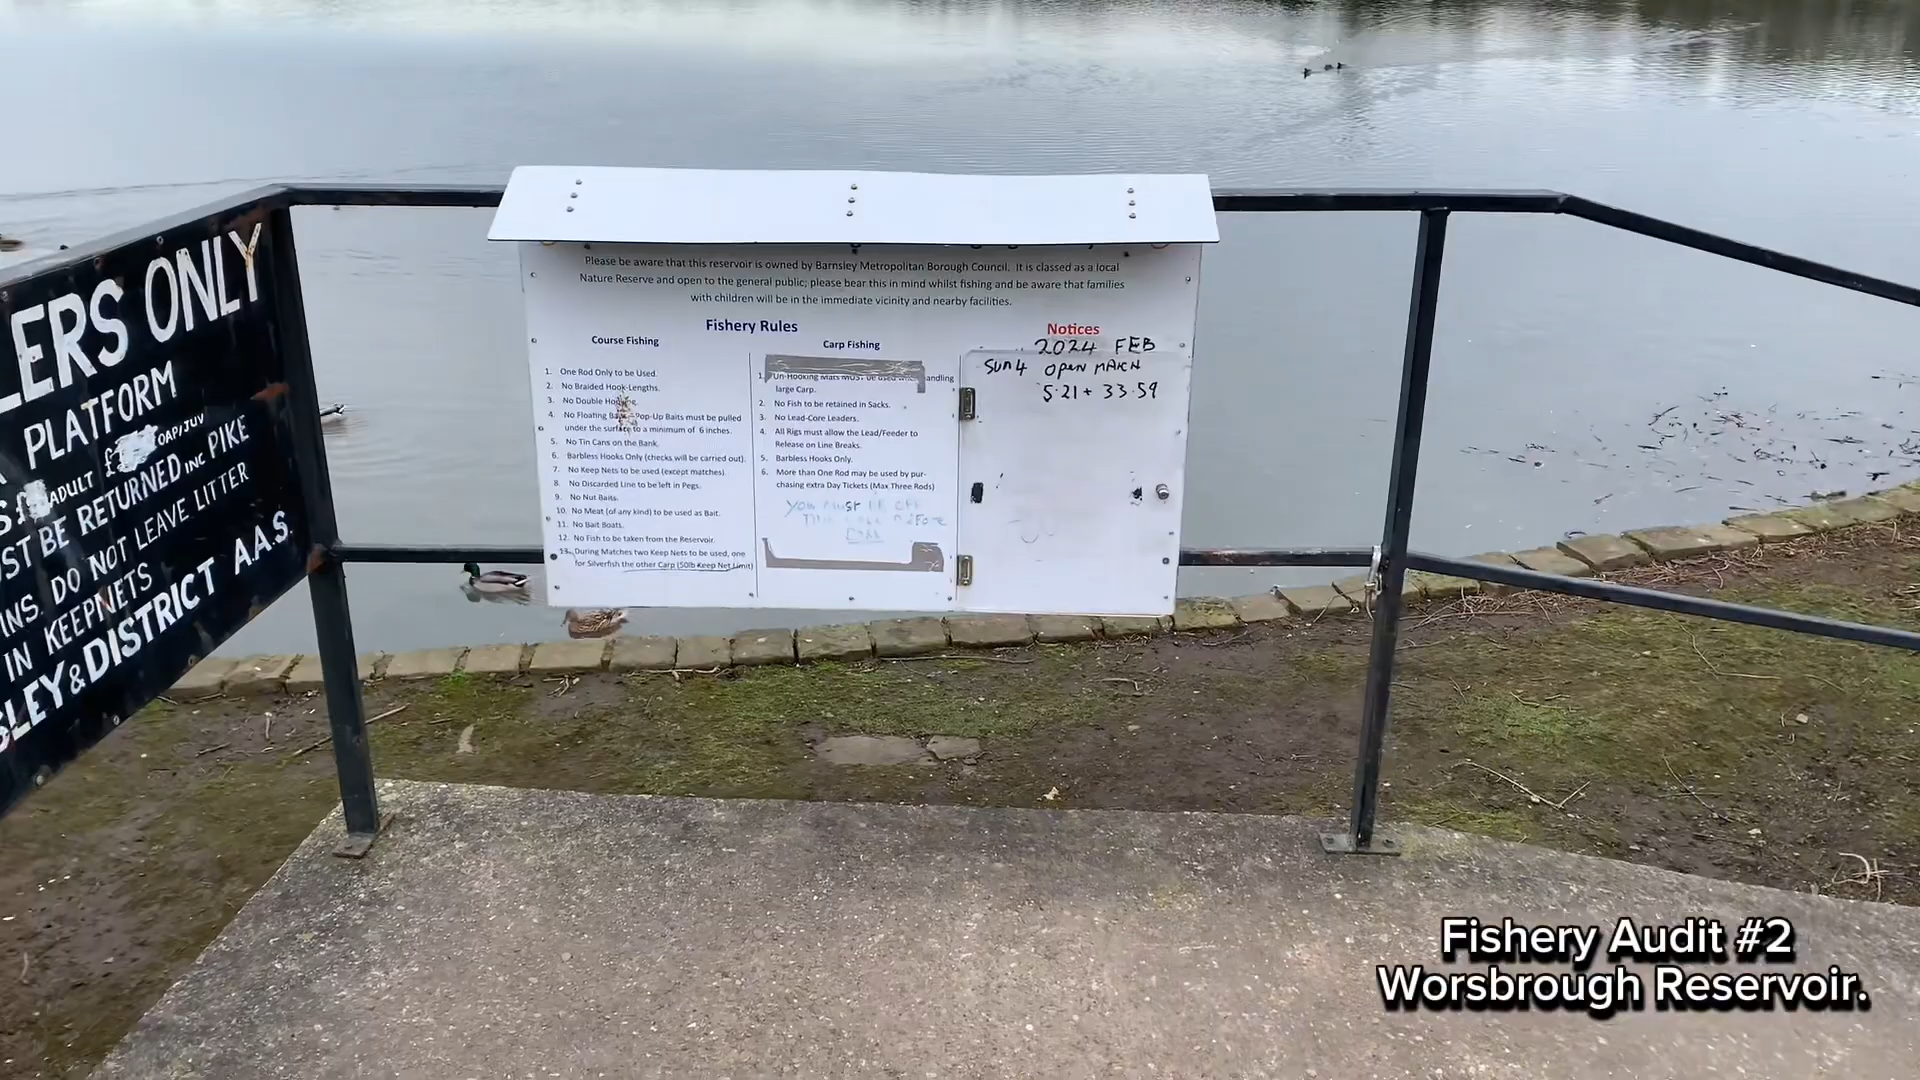 LERS ONLY
PLATFORM
ADULT OAP/JUV
ST BE RETURNED INC PIKE
INS. DO NOT LEAVE LITTER
IN KEEPNETS
SLEY & DISTRICT A.A.S.
Please be aware that this reservoir is owned by Barnsley Metropolitan Borough Council. It is classed as a local
Nature Reserve and open to the general public; please bear this in mind whilst fishing and be aware that families
with children will be in the immediate vicinity and nearby facilities.
Fishery Rules
Course Fishing
1. One Rod Only to be Used.
2. No Braided Hook-Lengths.
3. No Double
4. No Floating Pop-Up Baits must be pulled
under the surface to a minimum of 6 inches.
5. No Tin Cans on the Bank.
6. Barbless Hooks Only (checks will be carried out).
7. No Keep Nets to be used (except matches).
8. No Discarded Line to be left in Pegs.
9. No Nut Baits.
10. No Meat (of any kind) to be used as Bait.
11. No Bait Boats.
12. No Fish to be taken from the Reservoir.
13. During Matches two Keep Nets to be used, one
for Silverfish the other Carp (50lb Keep Net Limit)
Carp Fishing
1. Un-Hooking Mats MUST be used handling
large Carp.
2. No Fish to be retained in Sacks.
3. No Lead-Core Leaders.
4. All Rigs must allow the Lead/Feeder to
Release on Line Breaks.
5. Barbless Hooks Only.
6. More than One Rod may be used by pur-
chasing extra Day Tickets (Max Three Rods)
You must
Notices
2024 FEB
SUN 4 OPEN MATCH
5-21 + 33-59
Fishery Audit #2
Worsbrough Reservoir.